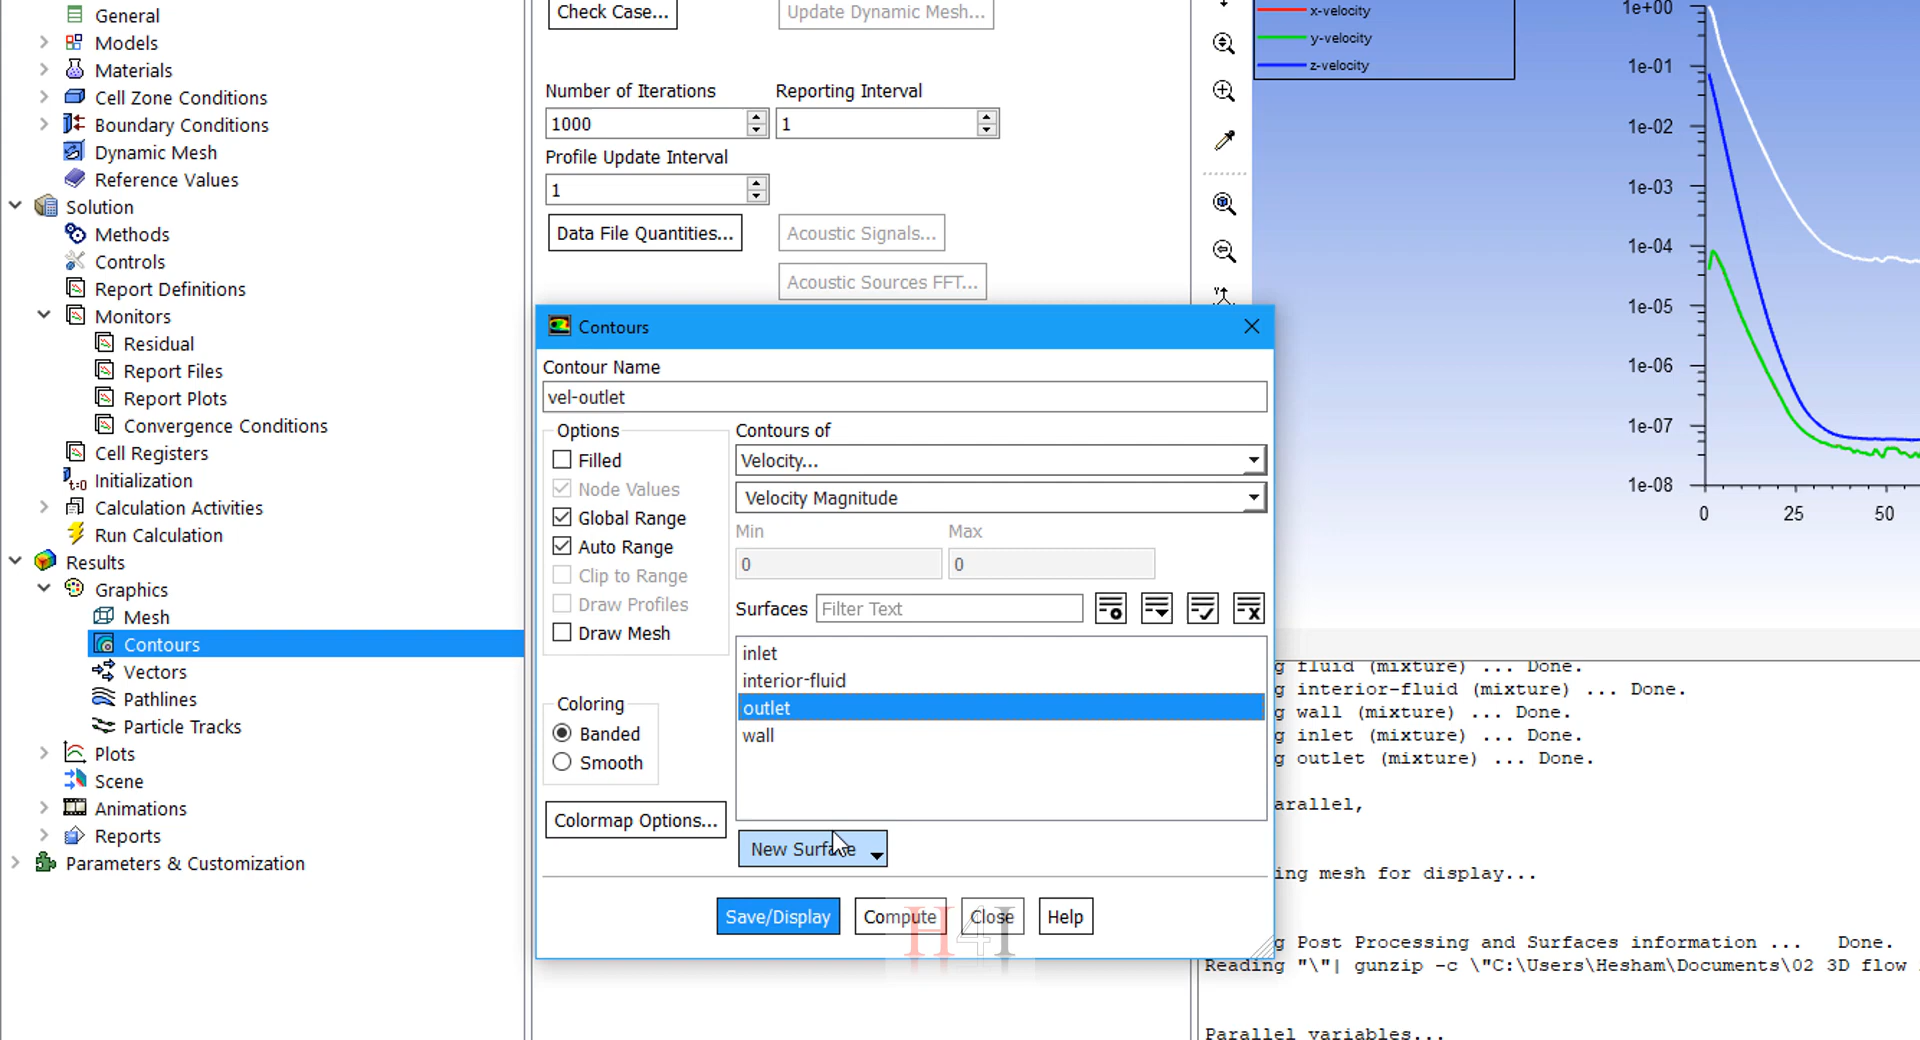 General
Models
Materials
Cell Zone Conditions
Boundary Conditions
Dynamic Mesh
Reference Values
Solution
Methods
Controls
Report Definitions
Monitors
Residual
Report Files
Report Plots
Convergence Conditions
Cell Registers
t=0 Initialization
Calculation Activities
Run Calculation
Results
Graphics
Mesh
Contours
Vectors
Pathlines
Particle Tracks
Plots
Scene
Animations
Reports
Parameters & Customization
Check Case...
Update Dynamic Mesh...
Number of Iterations
Reporting Interval
1000
1
Profile Update Interval
1
Data File Quantities...
Acoustic Signals...
Acoustic Sources FFT...
Contours
Contour Name
vel-outlet
Options
Filled
Node Values
Global Range
Auto Range
Clip to Range
Draw Profiles
Draw Mesh
Coloring
Banded
Smooth
Colormap Options...
Contours of
Velocity...
Velocity Magnitude
Min
Max
0
0
Surfaces
Filter Text
inlet
interior-fluid
outlet
wall
New Surface
Save/Display
Compute
Close
Help
H4I
x-velocity
y-velocity
z-velocity
1e+00
1e-01
1e-02
1e-03
1e-04
1e-05
1e-06
1e-07
1e-08
0
25
50
g fluid (mixture) ... Done.
g interior-fluid (mixture) ... Done.
g wall (mixture) ... Done.
g inlet (mixture) ... Done.
g outlet (mixture) ... Done.
arallel,
ing mesh for display...
g Post Processing and Surfaces information ... Done.
Reading "\"| gunzip -c \"C:\Users\Hesham\Documents\02 3D flow
Parallel variables...